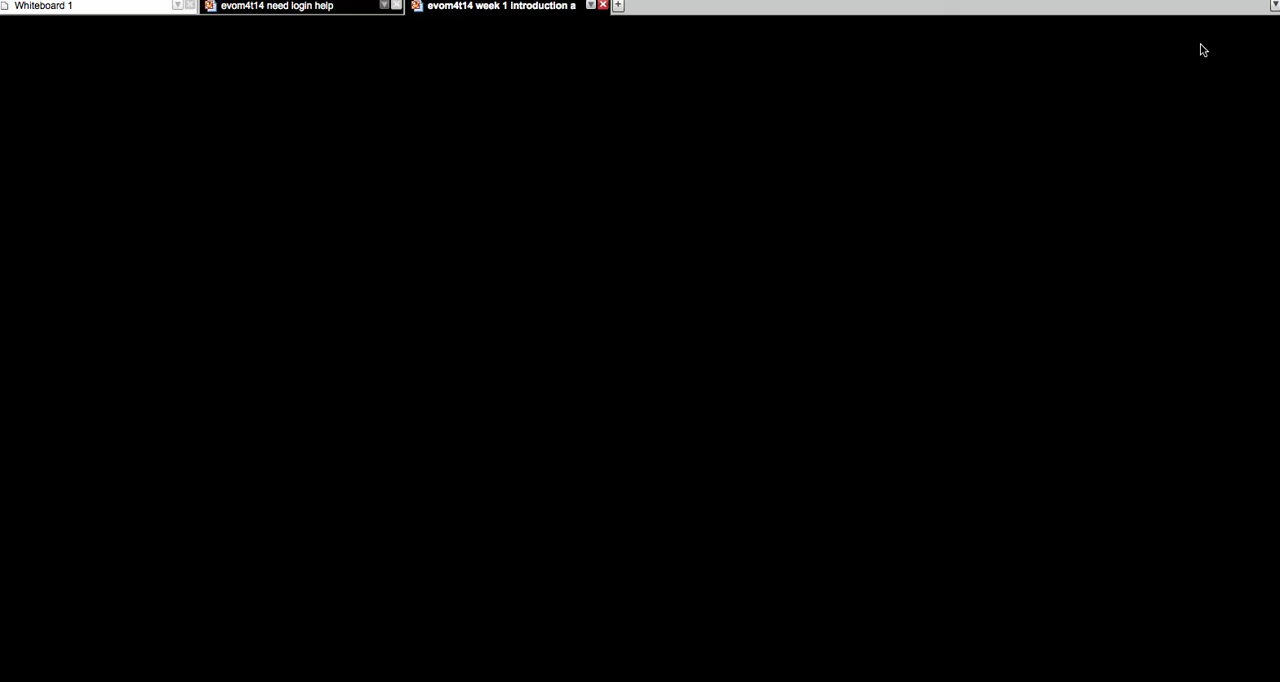 Whiteboard 1
evom4t14 need login help
evom4t14 week 1 introduction a